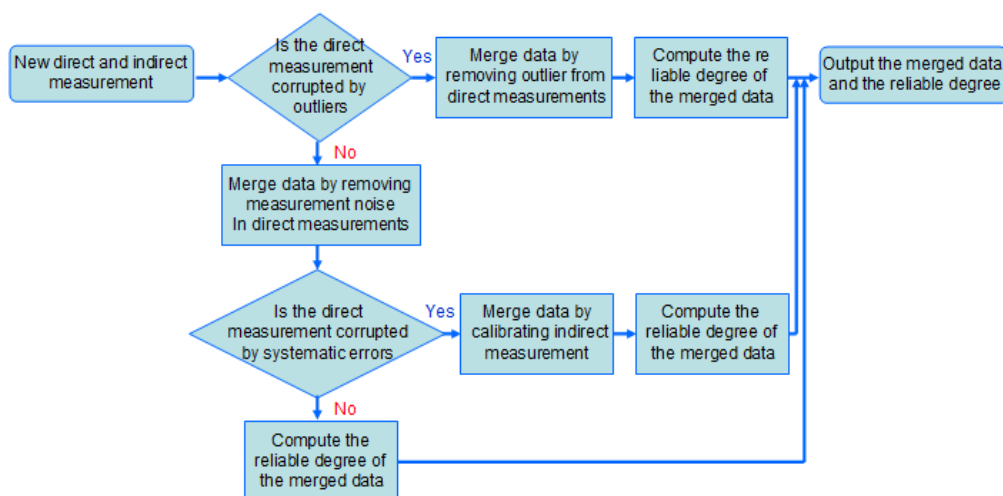 New direct and indirect
measurement
Is the direct
measurement
corrupted by
outliers
Yes
Merge data by
removing outlier from
direct measurements
Compute the re
liable degree of
the merged data
Output the merged data
and the reliable degree
No
Merge data by removing
measurement noise
In direct measurements
Is the direct
measurement corrupted
by systematic errors
Yes
Merge data by
calibrating indirect
measurement
Compute the
reliable degree of
the merged data
No
Compute the
reliable degree of
the merged data